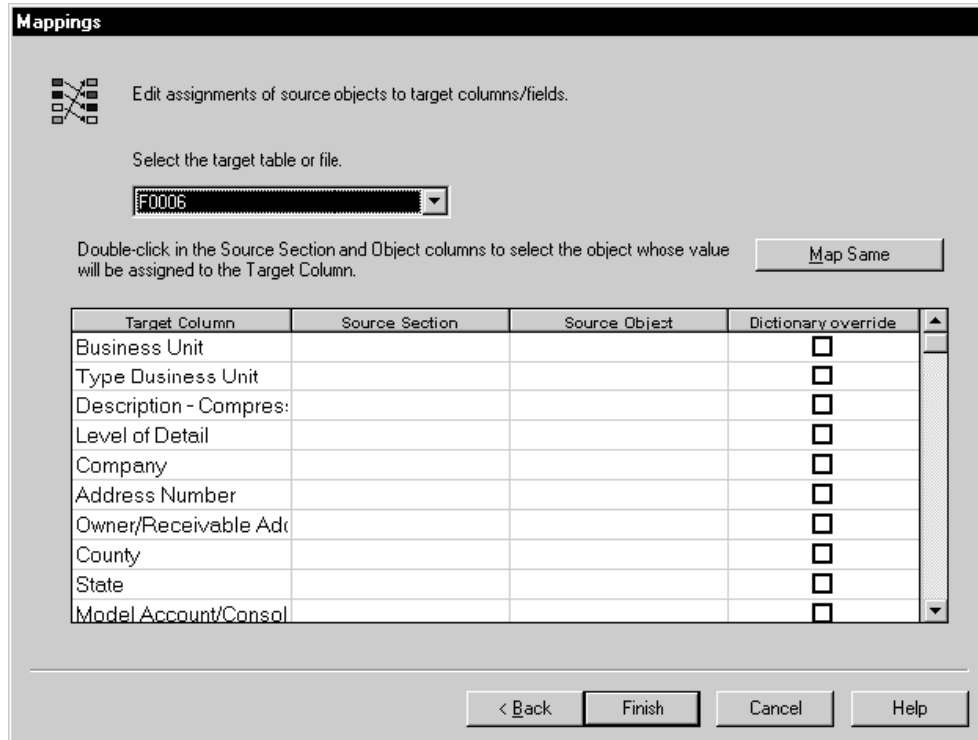 Mappings
Edit assignments of source objects to target columns/fields.
Select the target table or file.
F0006
Double-click in the Source Section and Object columns to select the object whose value
will be assigned to the Target Column.
Map Same
Target Column Source Section Source Object Dictionary override
Business Unit
Type Business Unit
Description - Compres
Level of Detail
Company
Address Number
Owner/Receivable Add
County
State
Model Account/Consol
< Back Finish Cancel Help